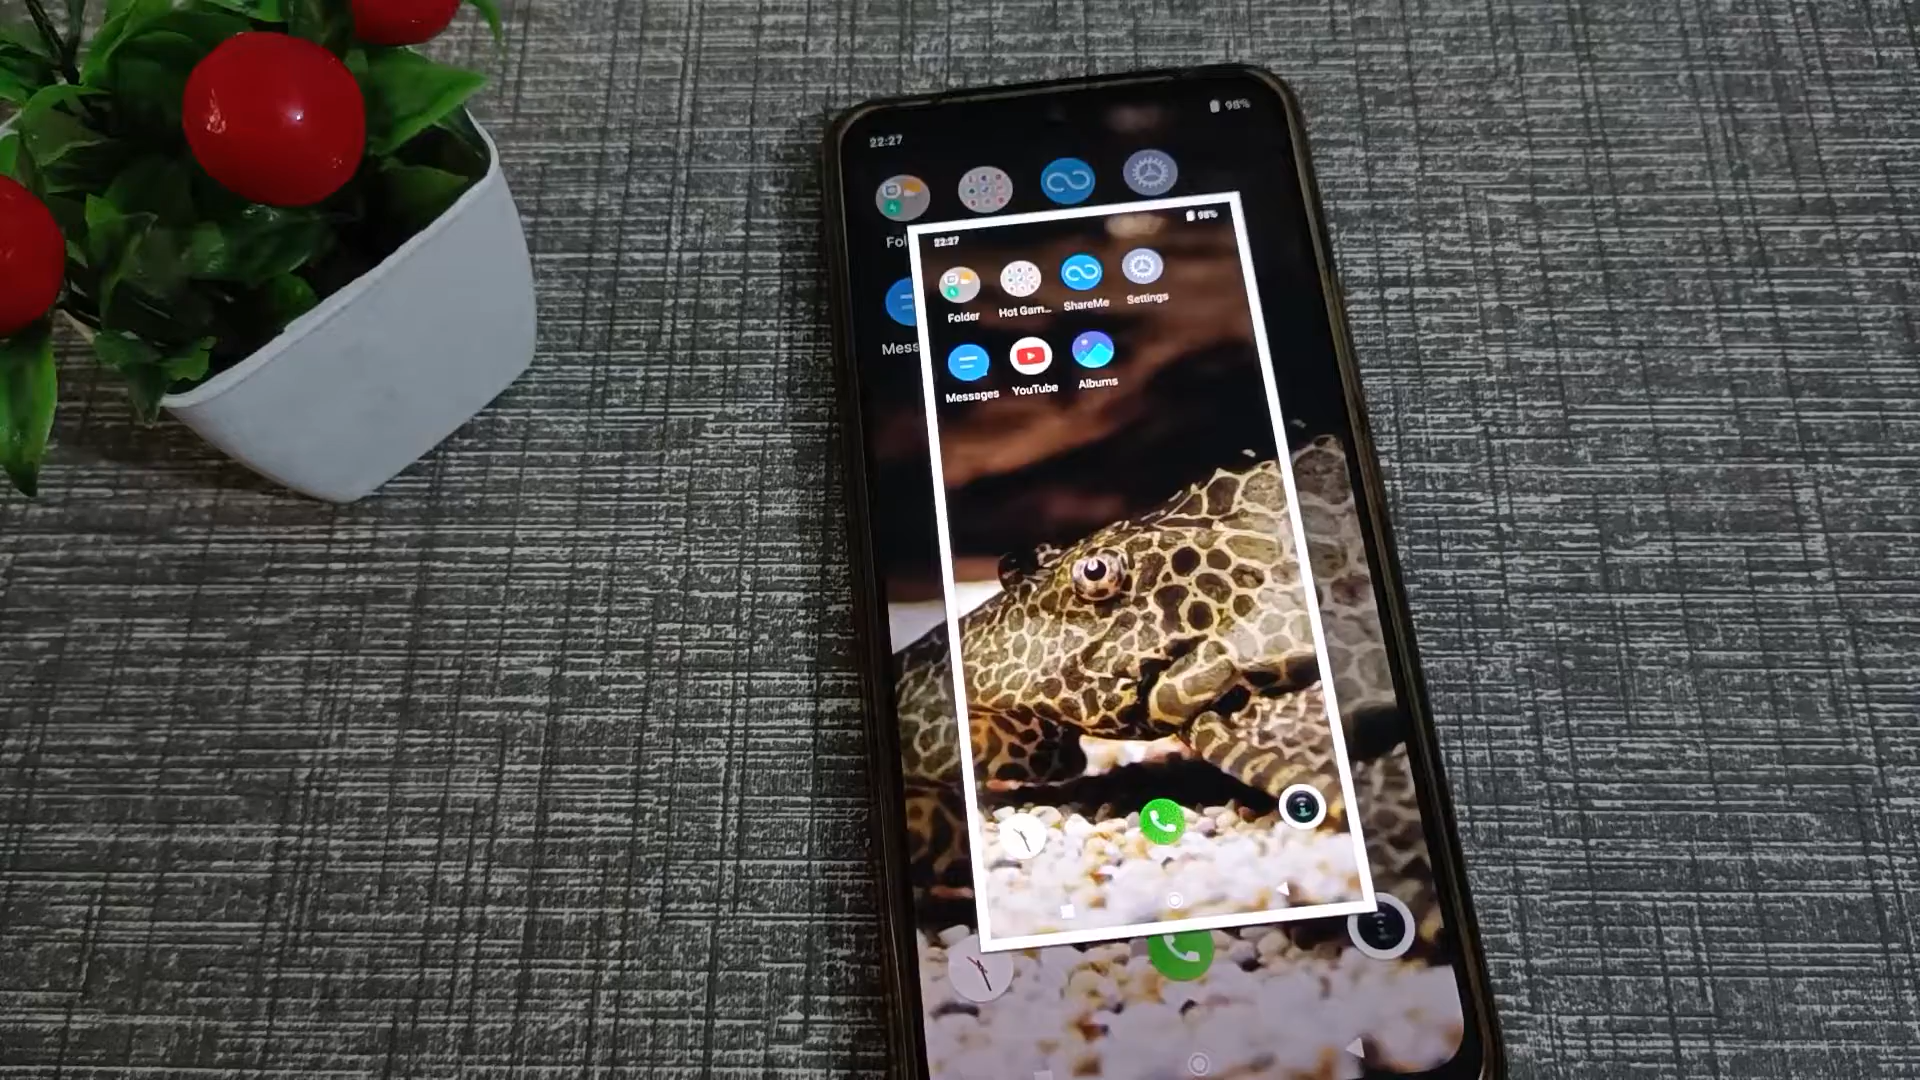 22:27
98%
Fol
Mess
22:27
98%
Folder
Hot Gam...
ShareMe
Settings
Messages
YouTube
Albums